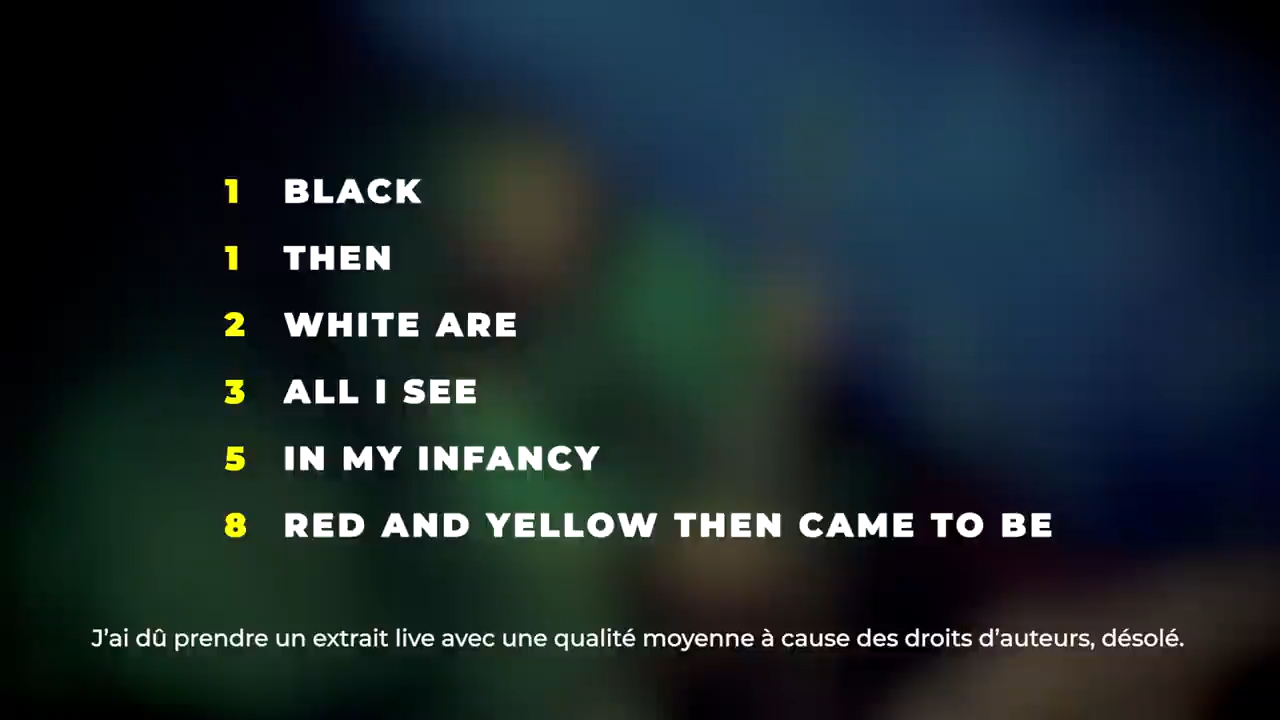 1 BLACK
1 THEN
2 WHITE ARE
3 ALL I SEE
5 IN MY INFANCY
8 RED AND YELLOW THEN CAME TO BE
J’ai dû prendre un extrait live avec une qualité moyenne à cause des droits d’auteurs, désolé.